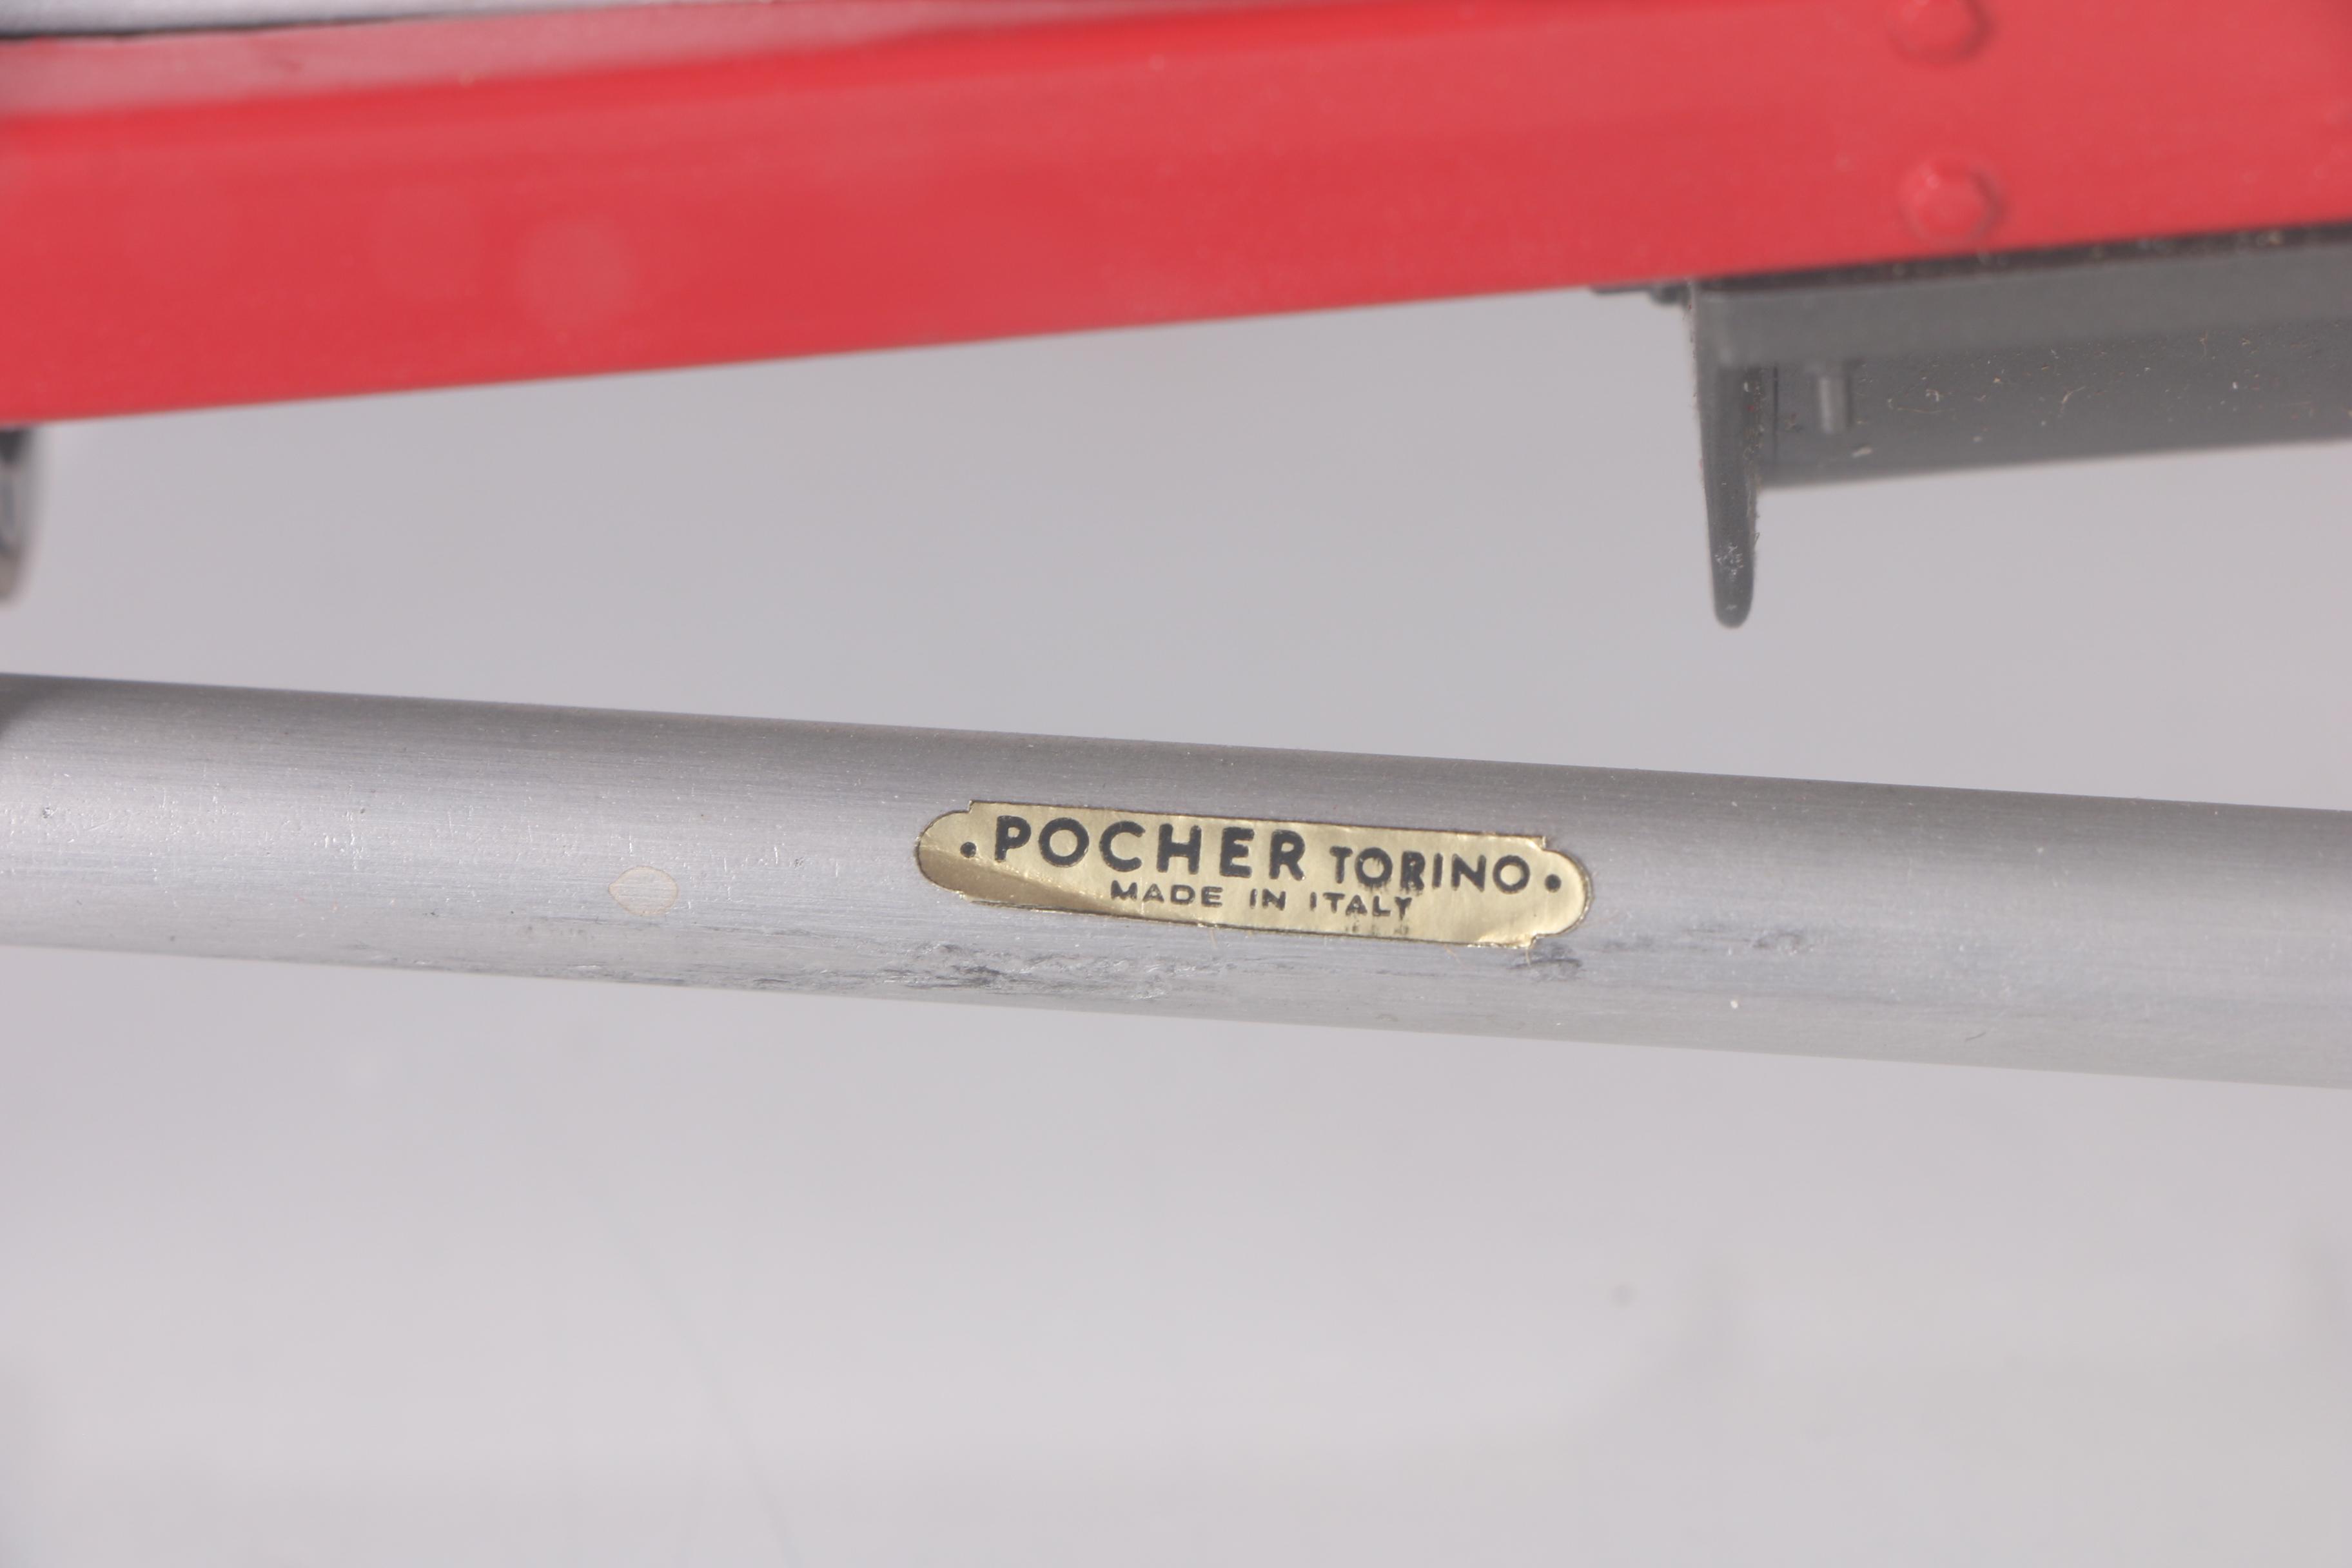 • POCHER TORINO •
MADE IN ITALY